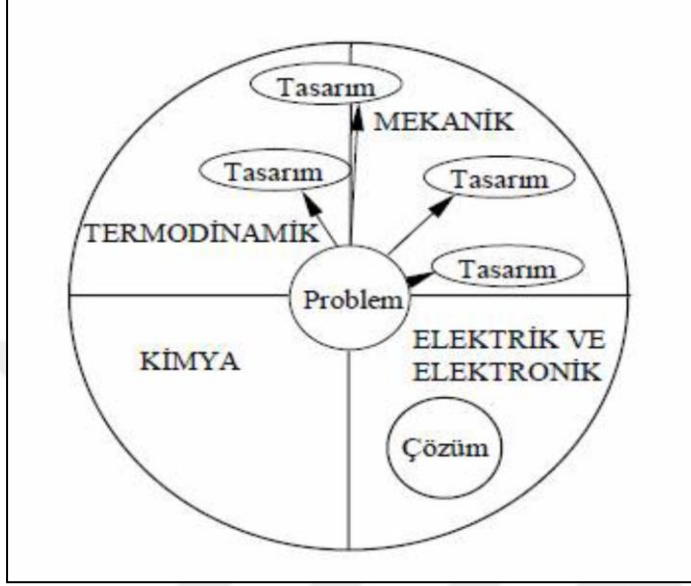 Tasarım
MEKANİK
Tasarım
Tasarım
TERMODİNAMİK
Tasarım
Problem
KİMYA
ELEKTRİK VE
ELEKTRONİK
Çözüm